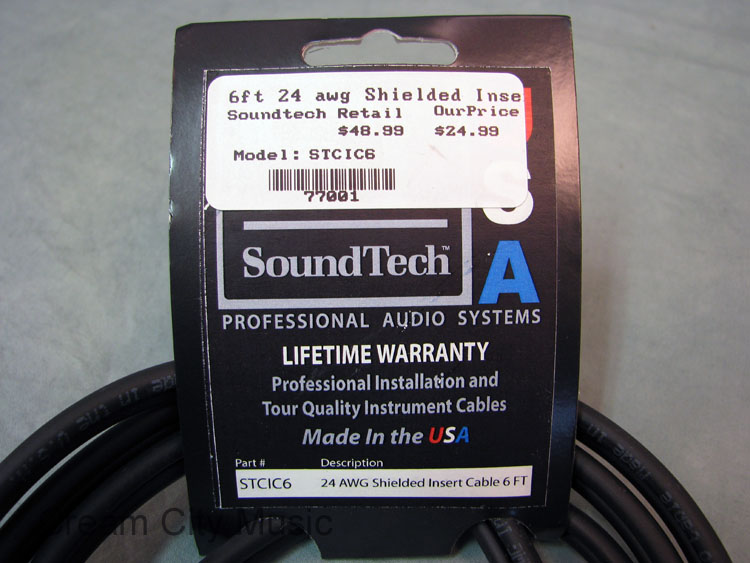 6ft 24 awg Shielded Inse
Soundtech Retail OurPrice
$48.99 $24.99
Model: STCIC6
77001
U
S
A
SoundTech™
PROFESSIONAL AUDIO SYSTEMS
LIFETIME WARRANTY
Professional Installation and
Tour Quality Instrument Cables
Made In the USA
Part # Description
STCIC6 24 AWG Shielded Insert Cable 6 FT
Cream City Music